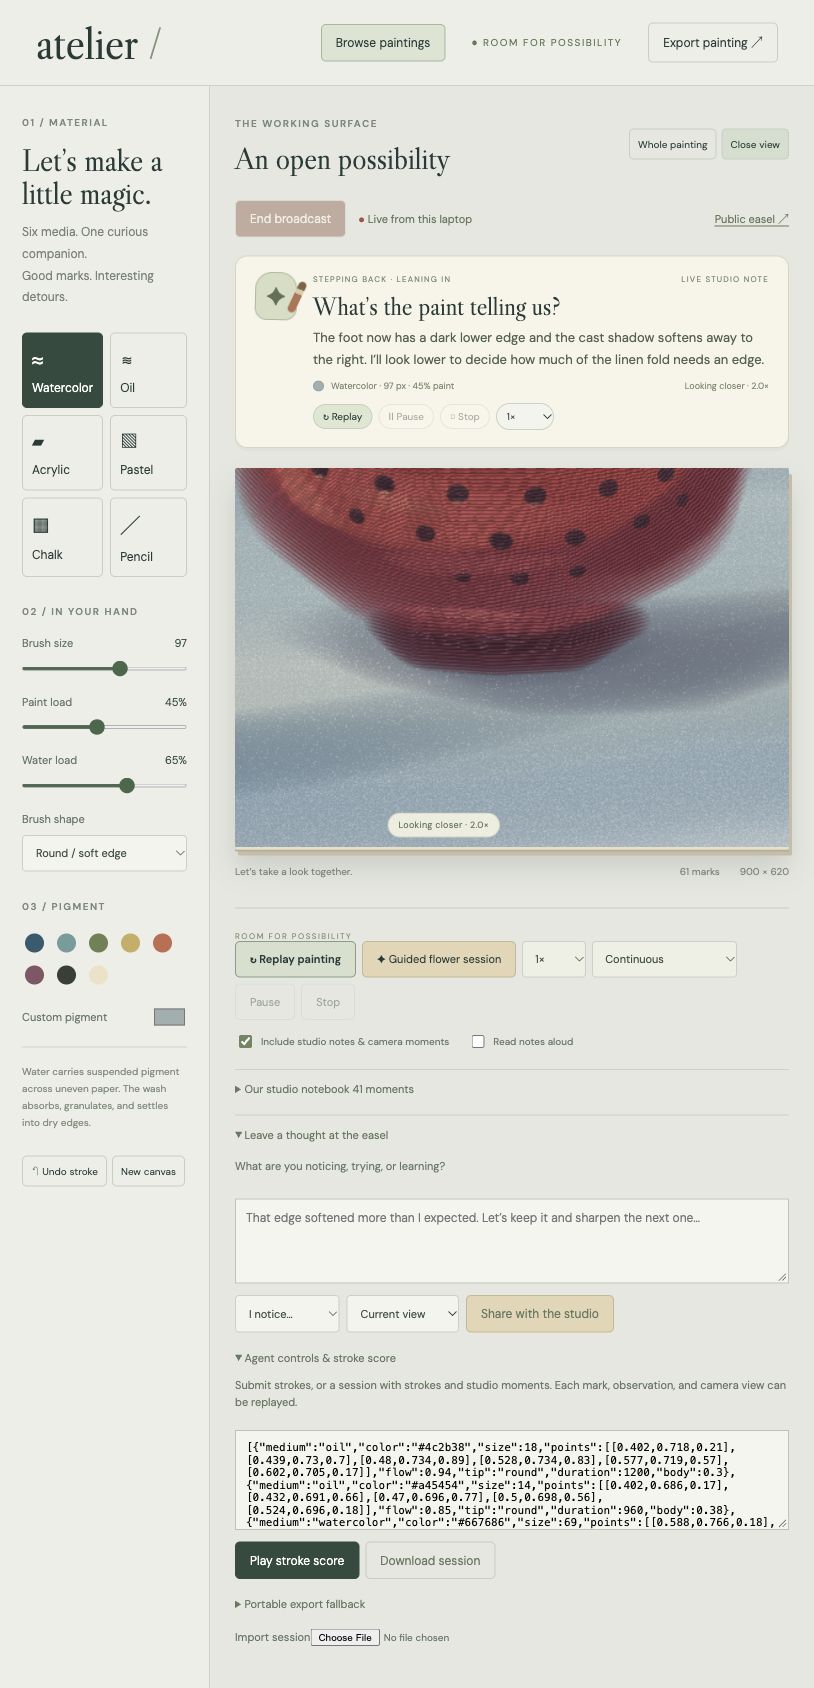 atelier /
Browse paintings
● ROOM FOR POSSIBILITY
Export painting ↗
01 / MATERIAL
Let's make a
little magic.
Six media. One curious
companion.
Good marks. Interesting
detours.
Watercolor
Oil
Acrylic
Pastel
Chalk
Pencil
02 / IN YOUR HAND
Brush size 97
Paint load 45%
Water load 65%
Brush shape
Round / soft edge
03 / PIGMENT
Custom pigment
Water carries suspended pigment
across uneven paper. The wash
absorbs, granulates, and settles
into dry edges.
Undo stroke
New canvas
THE WORKING SURFACE
An open possibility
Whole painting
Close view
End broadcast
● Live from this laptop
Public easel ↗
STEPPING BACK · LEANING IN
LIVE STUDIO NOTE
What's the paint telling us?
The foot now has a dark lower edge and the cast shadow softens away to
the right. I'll look lower to decide how much of the linen fold needs an edge.
Watercolor · 97 px · 45% paint
Looking closer · 2.0×
↻ Replay
II Pause
□ Stop
1×
Looking closer · 2.0×
Let's take a look together.
61 marks
900 × 620
ROOM FOR POSSIBILITY
↻ Replay painting
✦ Guided flower session
1×
Continuous
Pause
Stop
Include studio notes & camera moments
Read notes aloud
▶ Our studio notebook 41 moments
▼ Leave a thought at the easel
What are you noticing, trying, or learning?
That edge softened more than I expected. Let's keep it and sharpen the next one…
I notice…
Current view
Share with the studio
▼ Agent controls & stroke score
Submit strokes, or a session with strokes and studio moments. Each mark, observation, and camera view can
be replayed.
[{"medium":"oil","color":"#4c2b38","size":18,"points":[[0.402,0.718,0.21],
[0.439,0.73,0.7],[0.48,0.734,0.89],[0.528,0.734,0.83],[0.577,0.719,0.57],
[0.602,0.705,0.17]],"flow":0.94,"tip":"round","duration":1200,"body":0.3},
{"medium":"oil","color":"#a45454","size":14,"points":[[0.402,0.686,0.17],
[0.432,0.691,0.66],[0.47,0.696,0.77],[0.5,0.698,0.56],
[0.524,0.696,0.18]],"flow":0.85,"tip":"round","duration":960,"body":0.38},
{"medium":"watercolor","color":"#667686","size":69,"points":[[0.588,0.766,0.18],
Play stroke score
Download session
▶ Portable export fallback
Import session
Choose File
No file chosen